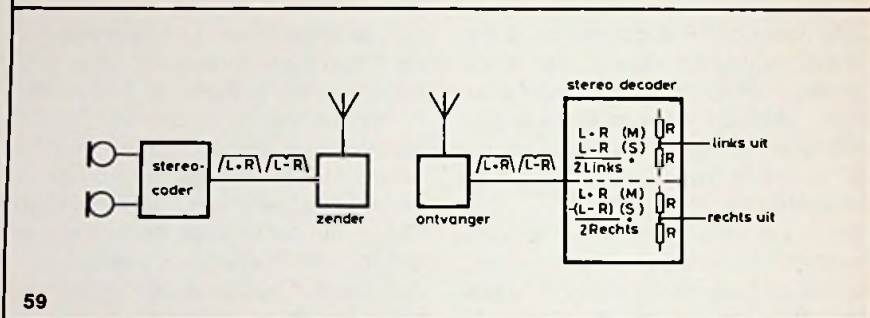 stereo-
coder
/L+R\ /L-R\
zender
ontvanger
/L+R\ /L-R\
stereo decoder
L+R (M)
L-R (S)
+
2Links
R
R
links uit
L+R (M)
-(L-R) (S)
+
2Rechts
R
R
rechts uit
59